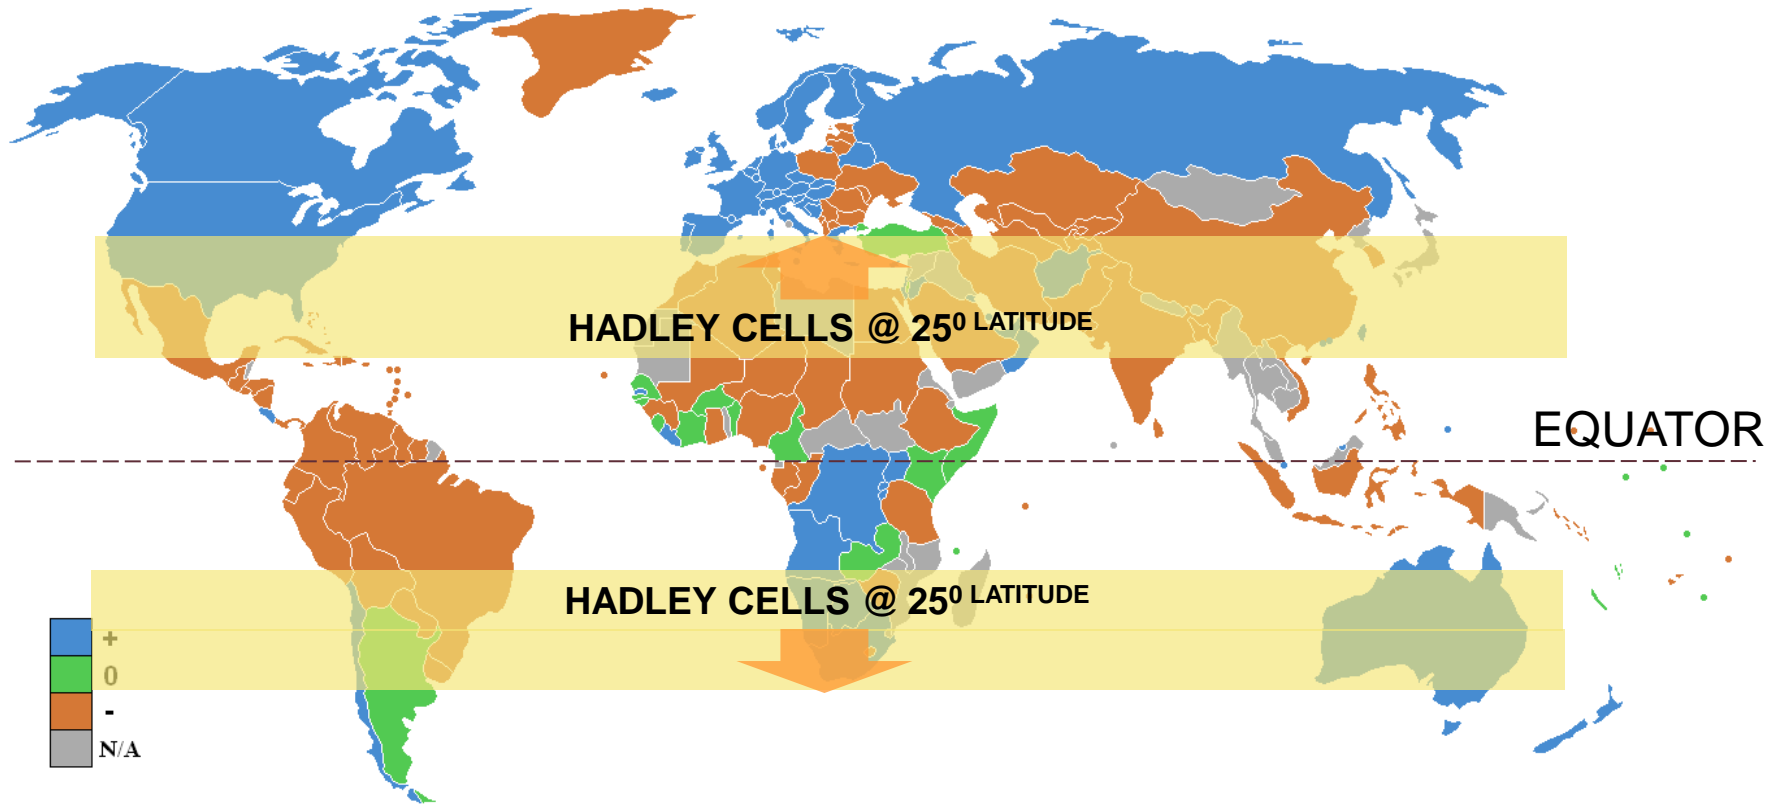 HADLEY CELLS @ 25⁰ LATITUDE
EQUATOR
HADLEY CELLS @ 25⁰ LATITUDE
+
0
-
N/A